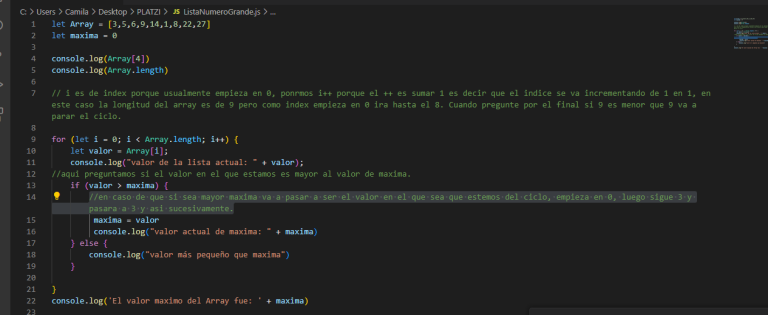 C: > Users > Camila > Desktop > PLATZI > JS ListaNumeroGrande.js > ...
1 let Array = [3,5,6,9,14,1,8,22,27]
2 let maxima = 0
3
4 console.log(Array[4])
5 console.log(Array.length)
6
7 // i es de index porque usualmente empieza en 0, ponrmos i++ porque el ++ es sumar 1 es decir que el indice se va incrementando de 1 en 1, en
este caso la longitud del array es de 9 pero como index empieza en 0 ira hasta el 8. Cuando pregunte por el final si 9 es menor que 9 va a
parar el ciclo.
8
9 for (let i = 0; i < Array.length; i++) {
10 let valor = Array[i];
11 console.log("valor de la lista actual: " + valor);
12 //aqui preguntamos si el valor en el que estamos es mayor al valor de maxima.
13 if (valor > maxima) {
14 //en caso de que si sea mayor maxima va a pasar a ser el valor en el que sea que estemos del ciclo, empieza en 0, luego sigue 3 y
pasara a 3 y asi sucesivamente.
15 maxima = valor
16 console.log("valor actual de maxima: " + maxima)
17 } else {
18 console.log("valor más pequeño que maxima")
19 }
20
21 }
22 console.log('El valor maximo del Array fue: ' + maxima)
23